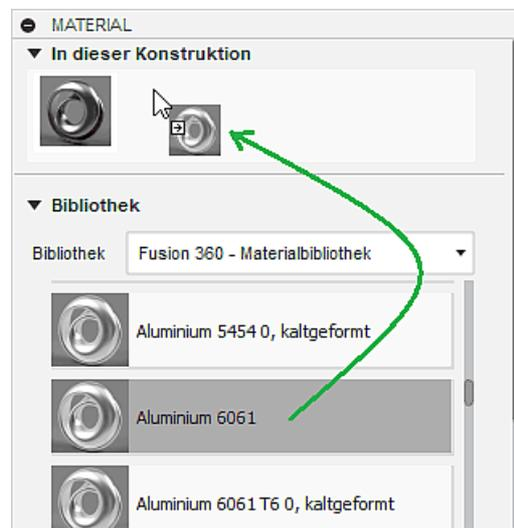 MATERIAL
In dieser Konstruktion
Bibliothek
Bibliothek Fusion 360 - Materialbibliothek
Aluminium 5454 0, kaltgeformt
Aluminium 6061
Aluminium 6061 T6 0, kaltgeformt